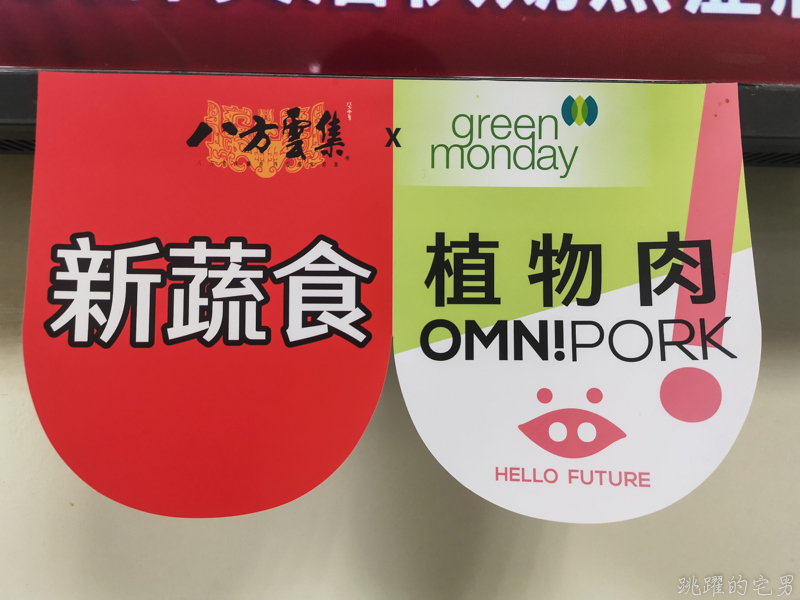 八方雲集
x
green
monday
新蔬食
植物肉
OMN!PORK
HELLO FUTURE
跳躍的宅男